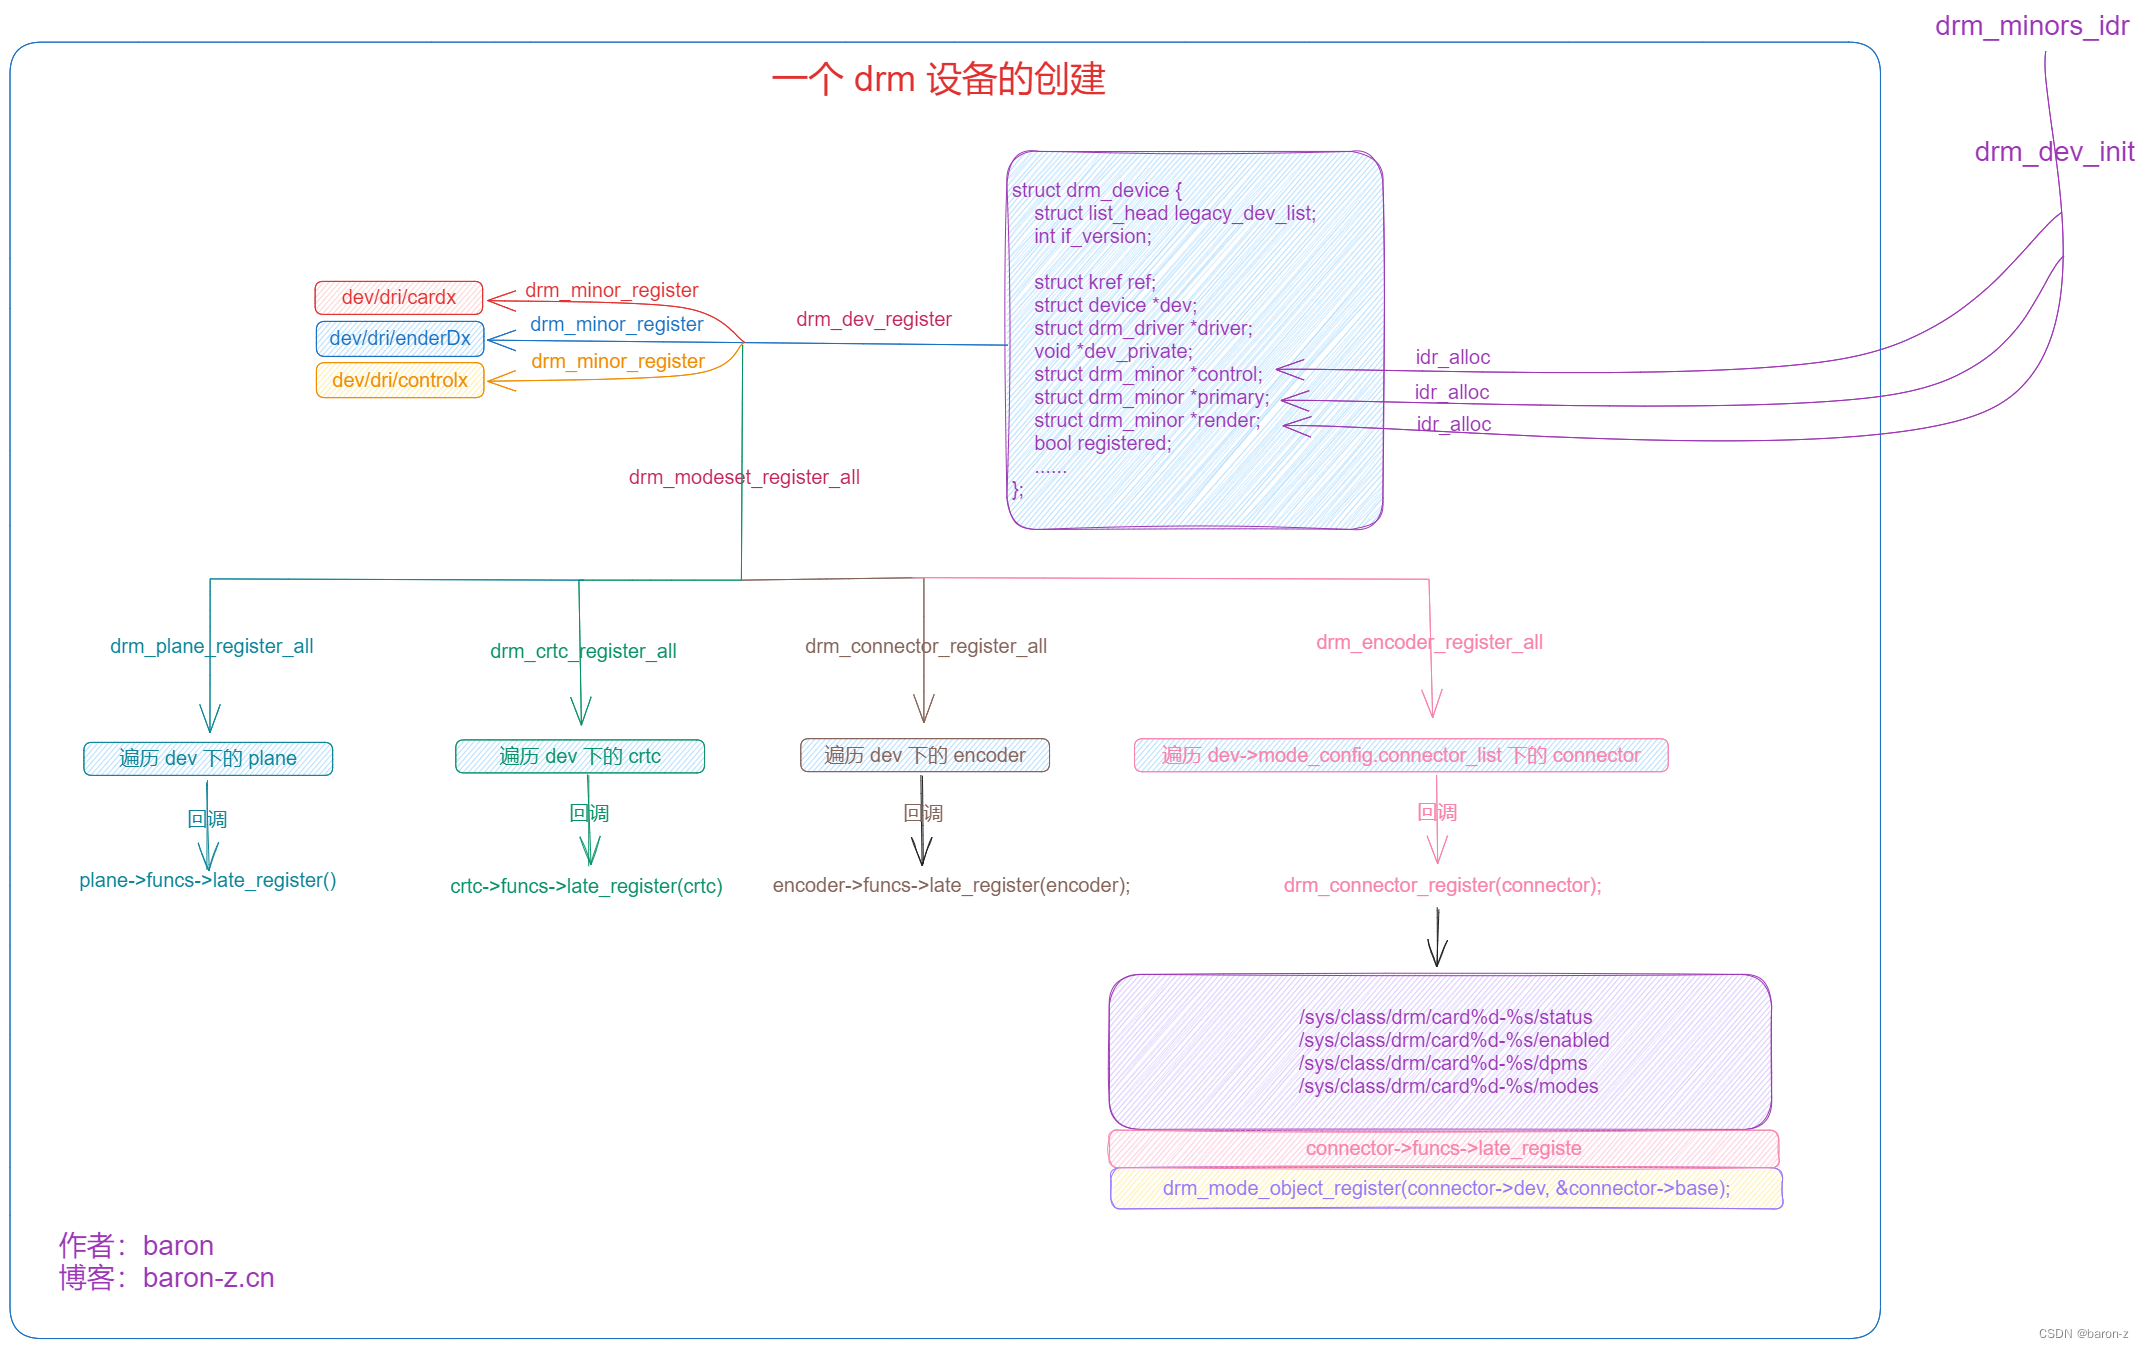 drm_minors_idr
一个 drm 设备的创建
drm_dev_init
struct drm_device {
struct list_head legacy_dev_list;
int if_version;
struct kref ref;
struct device *dev;
struct drm_driver *driver;
void *dev_private;
struct drm_minor *control;
struct drm_minor *primary;
struct drm_minor *render;
bool registered;
......
};
idr_alloc
idr_alloc
idr_alloc
drm_dev_register
drm_minor_register
drm_minor_register
drm_minor_register
dev/dri/cardx
dev/dri/enderDx
dev/dri/controlx
drm_modeset_register_all
drm_plane_register_all
drm_crtc_register_all
drm_connector_register_all
drm_encoder_register_all
遍历 dev 下的 plane
遍历 dev 下的 crtc
遍历 dev 下的 encoder
遍历 dev->mode_config.connector_list 下的 connector
回调
回调
回调
回调
plane->funcs->late_register()
crtc->funcs->late_register(crtc)
encoder->funcs->late_register(encoder);
drm_connector_register(connector);
/sys/class/drm/card%d-%s/status
/sys/class/drm/card%d-%s/enabled
/sys/class/drm/card%d-%s/dpms
/sys/class/drm/card%d-%s/modes
connector->funcs->late_registe
drm_mode_object_register(connector->dev, &connector->base);
作者：baron
博客：baron-z.cn
CSDN @baron-z